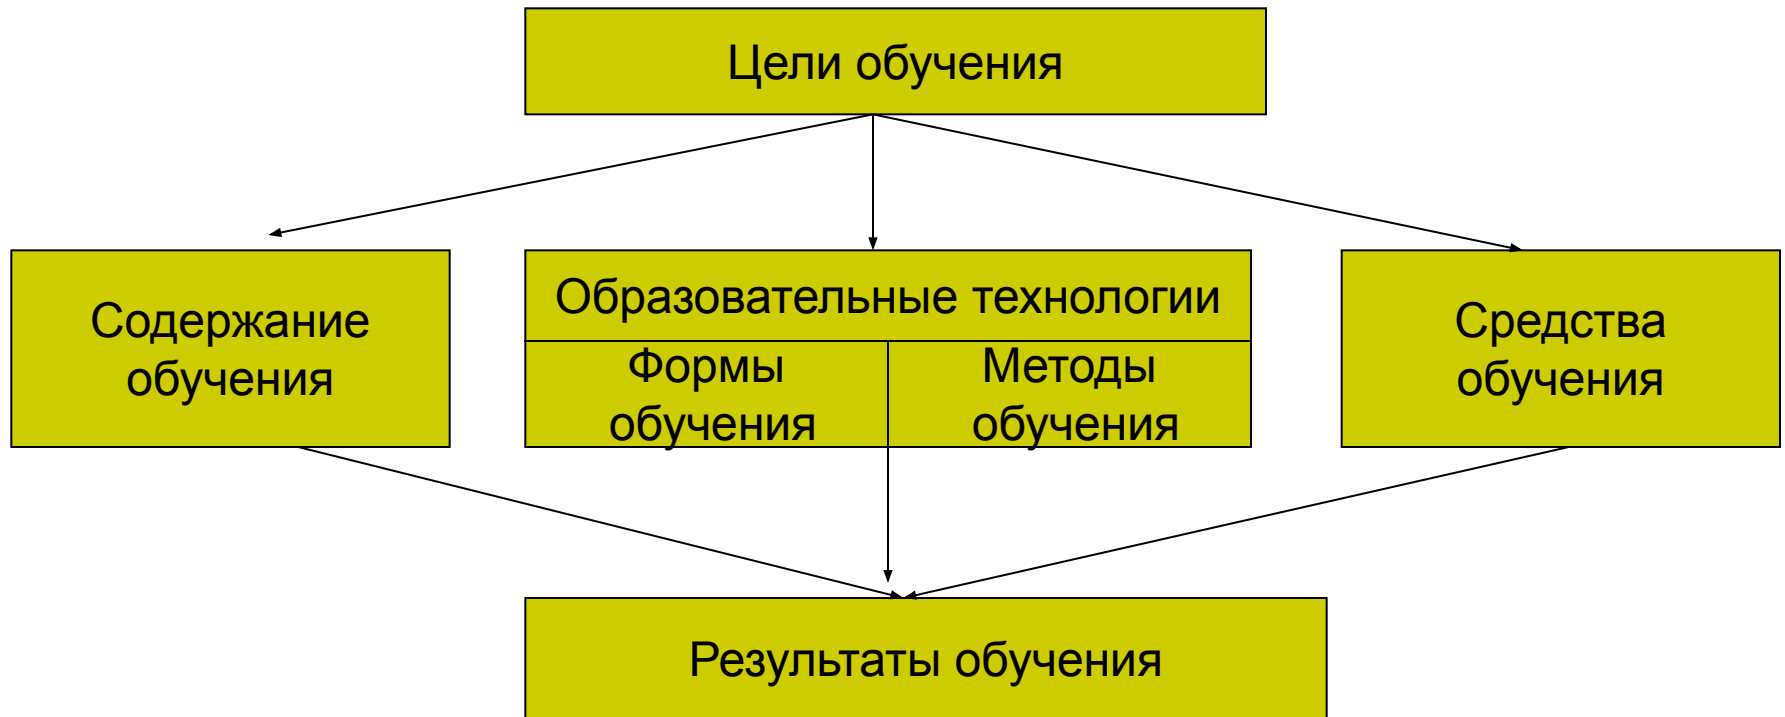 Цели обучения
Содержание
обучения
Образовательные технологии
Формы
обучения
Методы
обучения
Средства
обучения
Результаты обучения